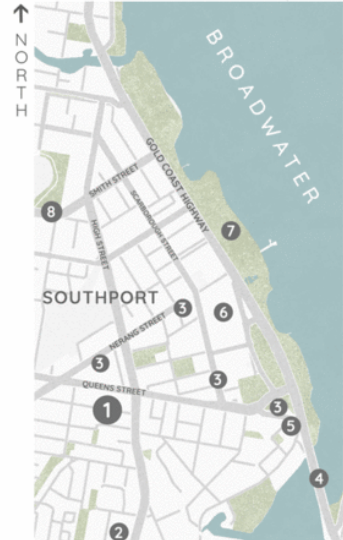 NORTH
BROADWATER
GOLD COAST HIGHWAY
SMITH STREET
SCARBOROUGH STREET
8
HIGH STREET
7
SOUTHPORT
3
6
NERANG STREET
3
3
QUEENS STREET
1
3
5
4
2